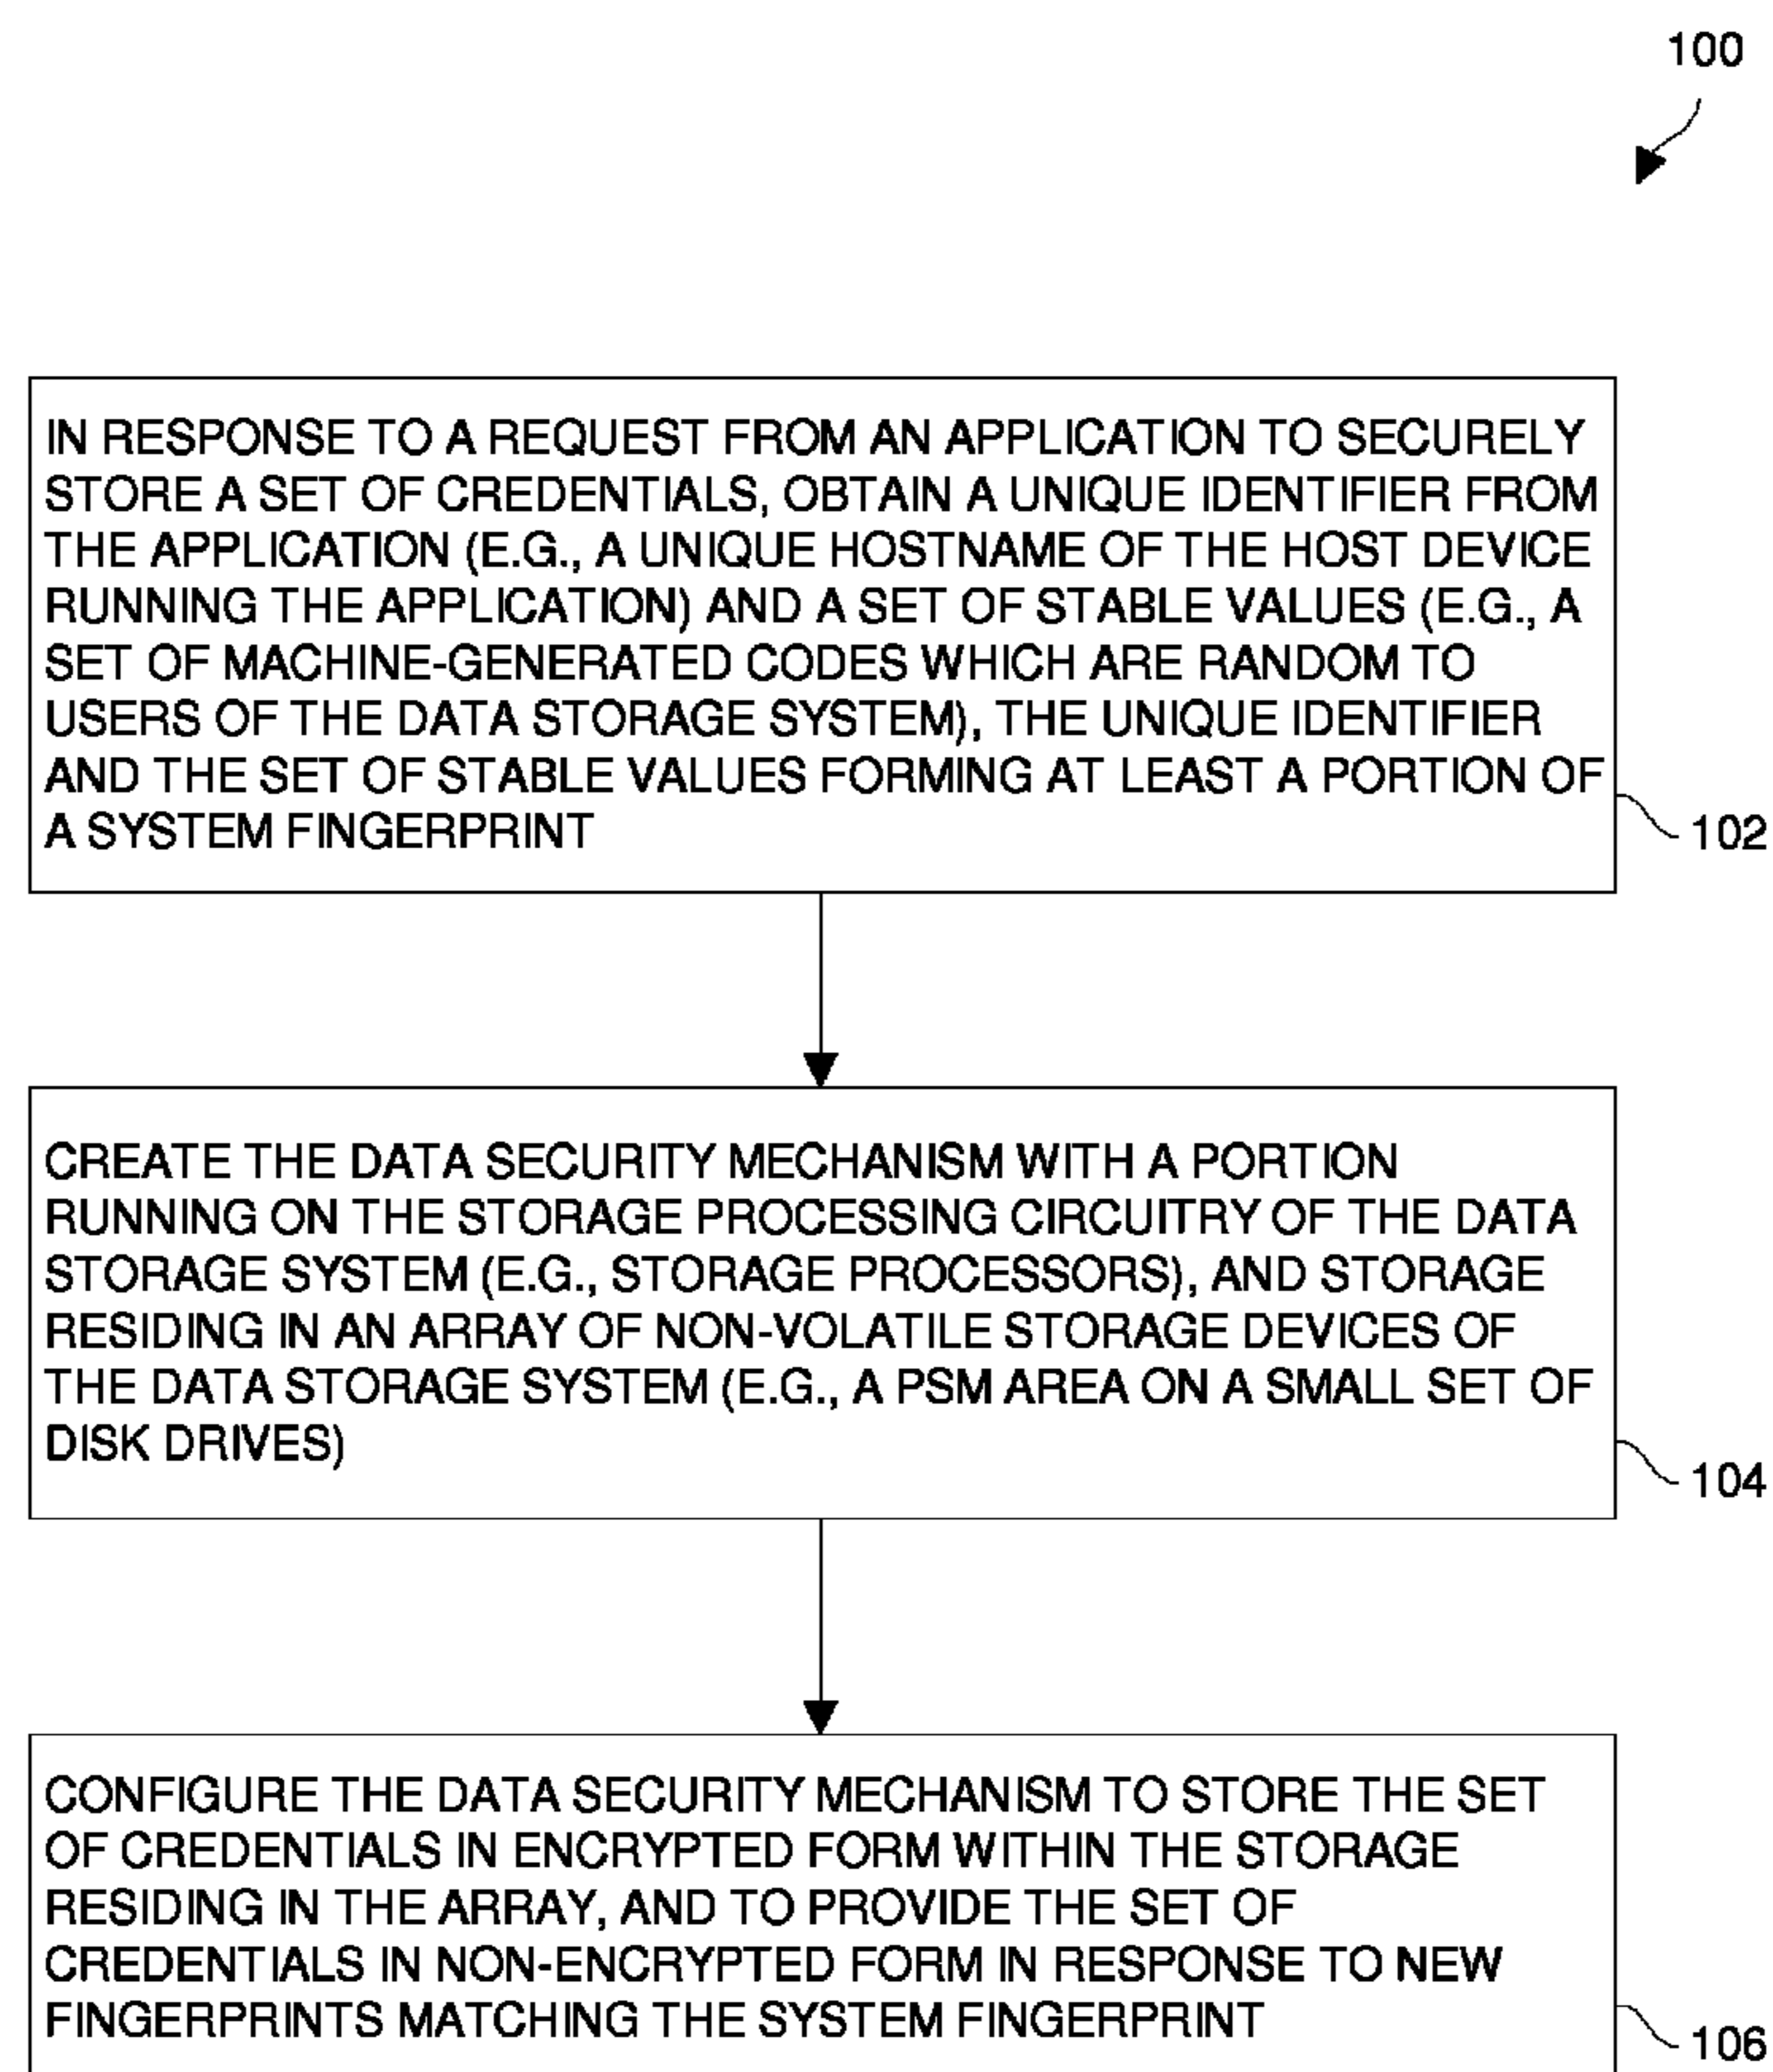 100
IN RESPONSE TO A REQUEST FROM AN APPLICATION TO SECURELY
STORE A SET OF CREDENTIALS, OBTAIN A UNIQUE IDENTIFIER FROM
THE APPLICATION (E.G., A UNIQUE HOSTNAME OF THE HOST DEVICE
RUNNING THE APPLICATION) AND A SET OF STABLE VALUES (E.G., A
SET OF MACHINE-GENERATED CODES WHICH ARE RANDOM TO
USERS OF THE DATA STORAGE SYSTEM), THE UNIQUE IDENTIFIER
AND THE SET OF STABLE VALUES FORMING AT LEAST A PORTION OF
A SYSTEM FINGERPRINT
102
CREATE THE DATA SECURITY MECHANISM WITH A PORTION
RUNNING ON THE STORAGE PROCESSING CIRCUITRY OF THE DATA
STORAGE SYSTEM (E.G., STORAGE PROCESSORS), AND STORAGE
RESIDING IN AN ARRAY OF NON-VOLATILE STORAGE DEVICES OF
THE DATA STORAGE SYSTEM (E.G., A PSM AREA ON A SMALL SET OF
DISK DRIVES)
104
CONFIGURE THE DATA SECURITY MECHANISM TO STORE THE SET
OF CREDENTIALS IN ENCRYPTED FORM WITHIN THE STORAGE
RESIDING IN THE ARRAY, AND TO PROVIDE THE SET OF
CREDENTIALS IN NON-ENCRYPTED FORM IN RESPONSE TO NEW
FINGERPRINTS MATCHING THE SYSTEM FINGERPRINT
106